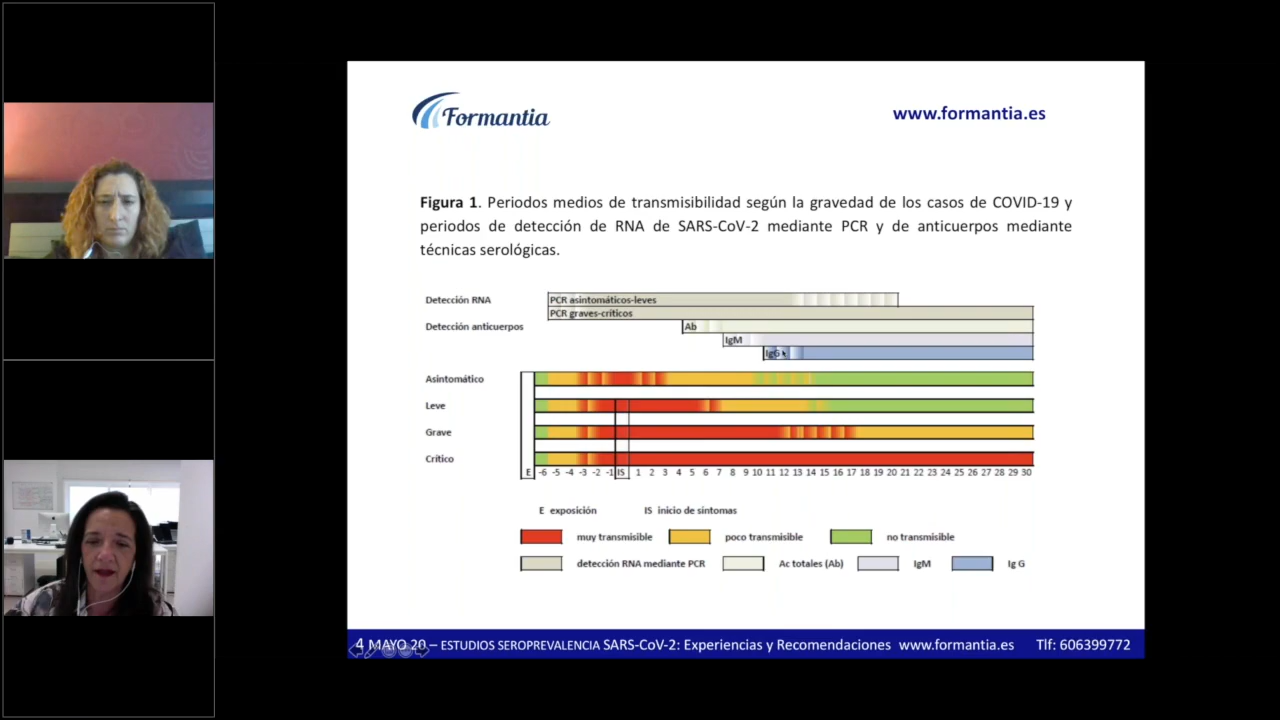 Formantia
www.formantia.es
Figura 1. Periodos medios de transmisibilidad según la gravedad de los casos de COVID-19 y
periodos de detección de RNA de SARS-CoV-2 mediante PCR y de anticuerpos mediante
técnicas serológicas.
Detección RNA
PCR asintomáticos-leves
PCR graves-críticos
Detección anticuerpos
Ab
IgM
IgG
Asintomático
Leve
Grave
Crítico
E -6 -5 -4 -3 -2 -1 IS 1 2 3 4 5 6 7 8 9 10 11 12 13 14 15 16 17 18 19 20 21 22 23 24 25 26 27 28 29 30
E exposición IS inicio de sintomas
muy transmisible poco transmisible no transmisible
detección RNA mediante PCR Ac totales (Ab) IgM Ig G
4 MAYO 20 – ESTUDIOS SEROPREVALENCIA SARS-CoV-2: Experiencias y Recomendaciones www.formantia.es Tlf: 606399772